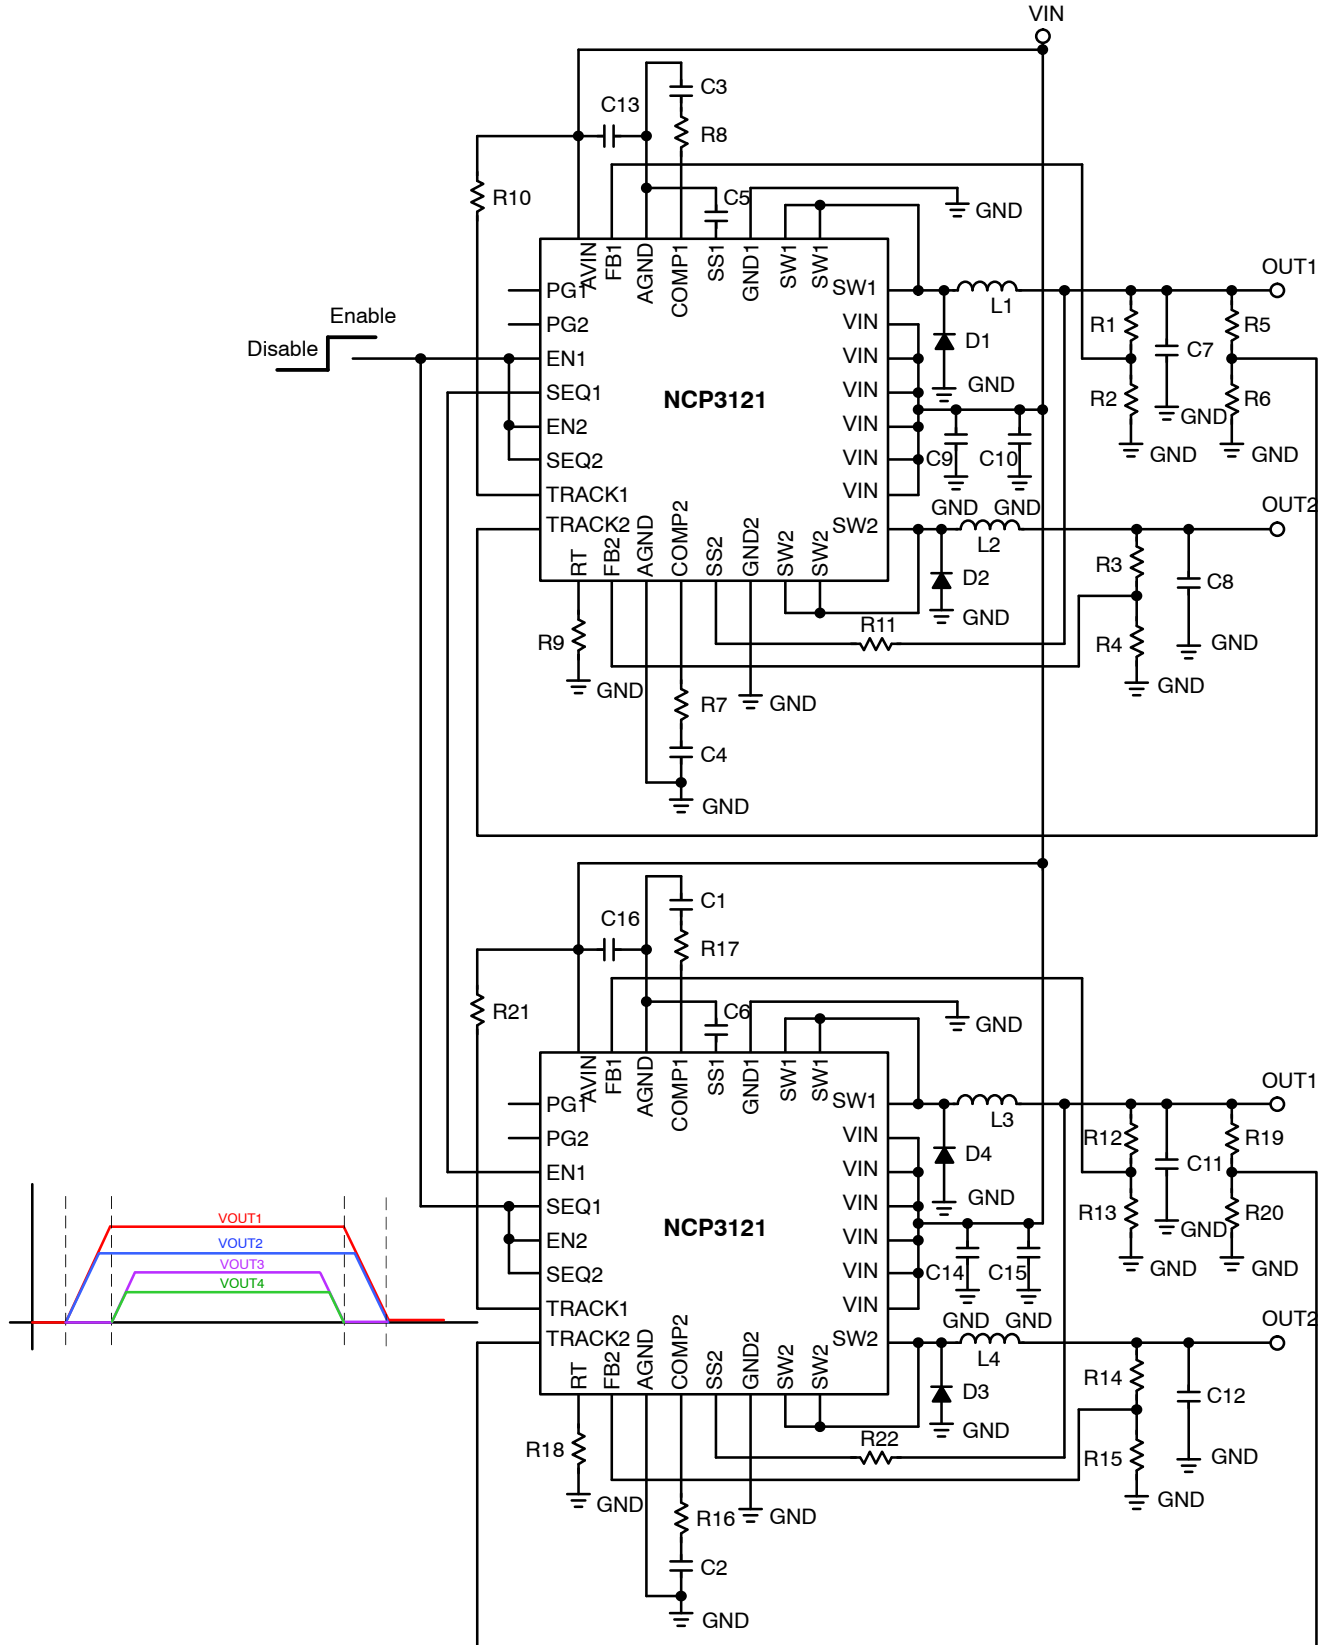 VIN
C3
C13
R8
R10
C5
GND
AVIN
FB1
AGND
COMP1
SS1
GND1
SW1
SW1
OUT1
PG1
SW1
L1
Enable
Disable
PG2
VIN
R1
R5
D1
C7
EN1
VIN
GND
SEQ1
NCP3121
VIN
R2
GND
R6
EN2
VIN
SEQ2
VIN
C9
C10
GND
GND
TRACK1
VIN
OUT2
GND
GND
TRACK2
SW2
L2
RT
FB2
AGND
COMP2
SS2
GND2
SW2
SW2
D2
R3
C8
GND
R11
R9
R4
GND
GND
GND
R7
GND
C4
GND
C1
C16
R17
R21
C6
GND
AVIN
FB1
AGND
COMP1
SS1
GND1
SW1
SW1
OUT1
PG1
SW1
L3
PG2
VIN
R12
R19
D4
C11
EN1
VIN
GND
SEQ1
NCP3121
VIN
R13
GND
R20
EN2
VIN
SEQ2
VIN
C14
C15
GND
GND
TRACK1
VIN
OUT2
GND
GND
TRACK2
SW2
L4
RT
FB2
AGND
COMP2
SS2
GND2
SW2
SW2
D3
R14
C12
GND
R22
R18
R15
GND
GND
GND
R16
GND
C2
GND
VOUT1
VOUT2
VOUT3
VOUT4